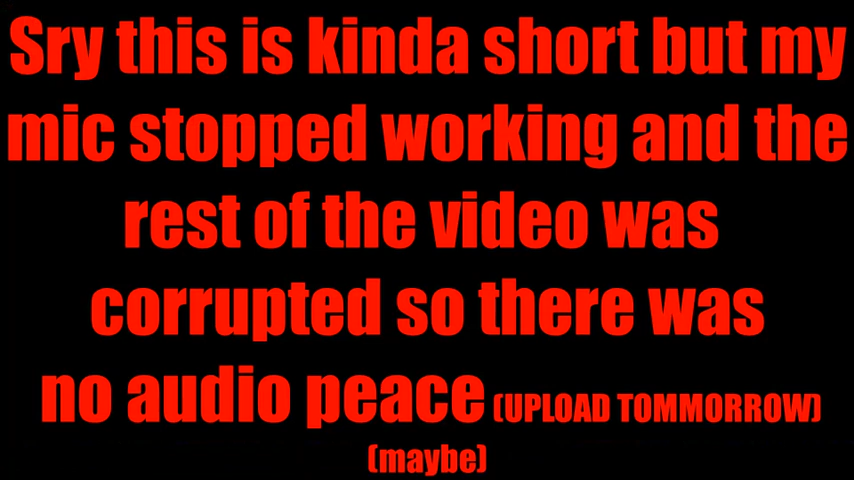 Sry this is kinda short but my
mic stopped working and the
rest of the video was
corrupted so there was
no audio peace (UPLOAD TOMMORROW)
(maybe)